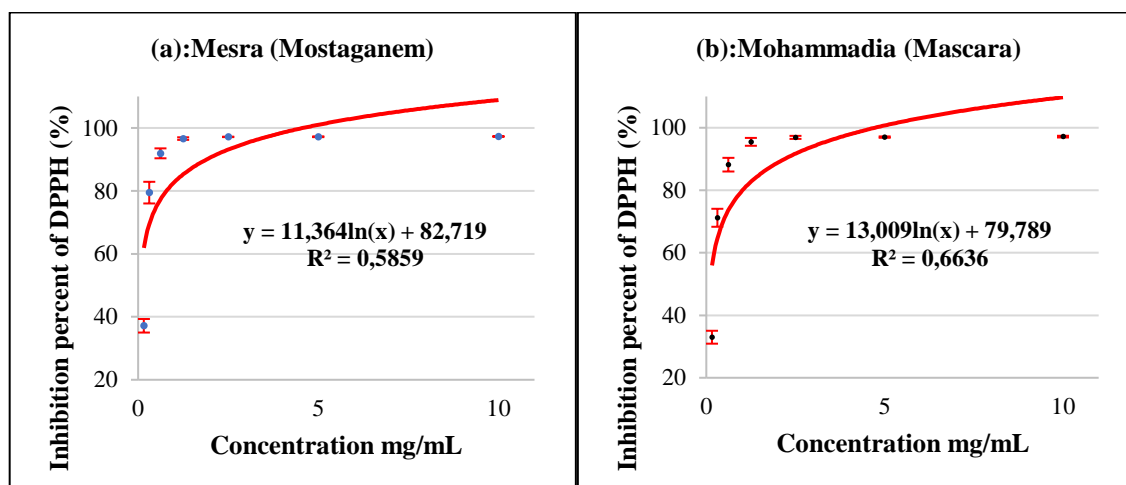 (a):Mesra (Mostaganem)
Inhibition percent of DPPH (%)
100
80
60
40
20
y = 11,364ln(x) + 82,719
R² = 0,5859
0
5
10
Concentration mg/mL
(b):Mohammadia (Mascara)
Inhibition percent of DPPH (%)
100
80
60
40
20
y = 13,009ln(x) + 79,789
R² = 0,6636
0
5
10
Concentration mg/mL